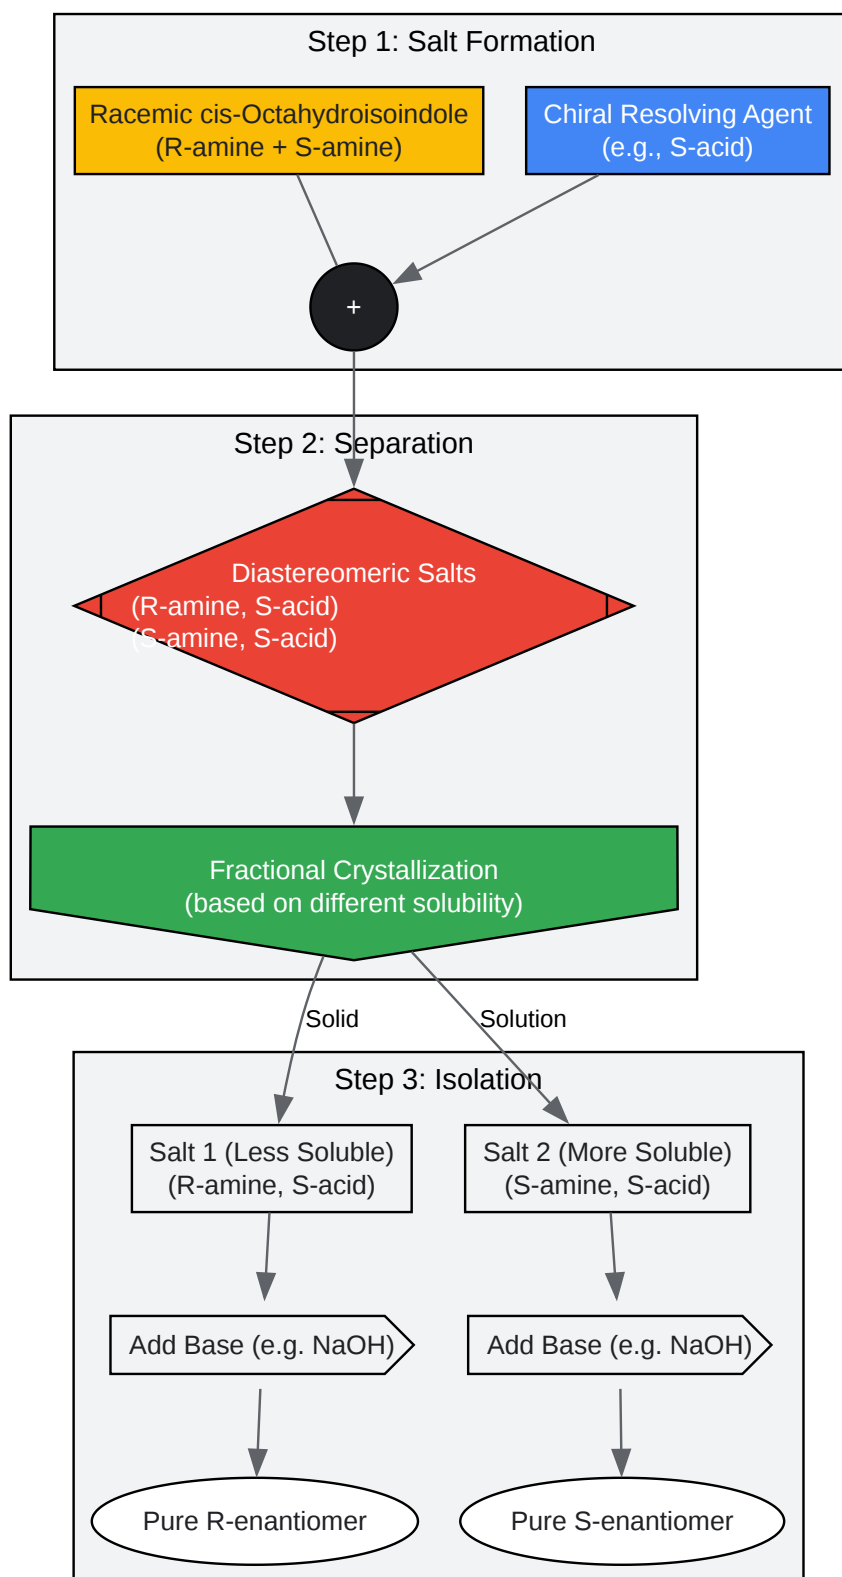 Step 1: Salt Formation
Racemic cis-Octahydroisoindole
(R-amine + S-amine)
Chiral Resolving Agent
(e.g., S-acid)
+
Step 2: Separation
Diastereomeric Salts
(R-amine, S-acid)
(S-amine, S-acid)
Fractional Crystallization
(based on different solubility)
Solid
Solution
Step 3: Isolation
Salt 1 (Less Soluble)
(R-amine, S-acid)
Salt 2 (More Soluble)
(S-amine, S-acid)
Add Base (e.g. NaOH)
Add Base (e.g. NaOH)
Pure R-enantiomer
Pure S-enantiomer